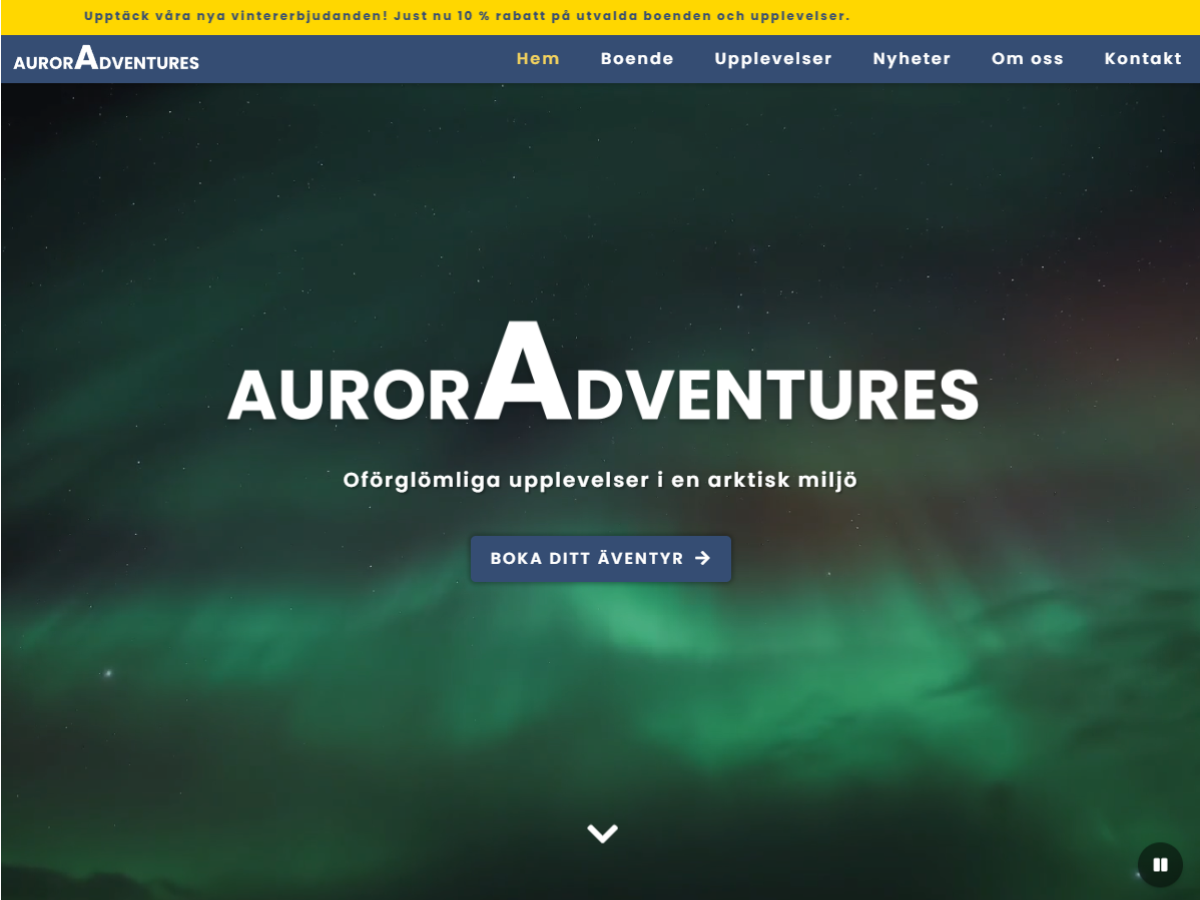 Upptäck våra nya vintererbjudanden! Just nu 10 % rabatt på utvalda boenden och upplevelser.
AURORADVENTURES
Hem Boende Upplevelser Nyheter Om oss Kontakt
AURORADVENTURES
Oförglömliga upplevelser i en arktisk miljö
BOKA DITT ÄVENTYR